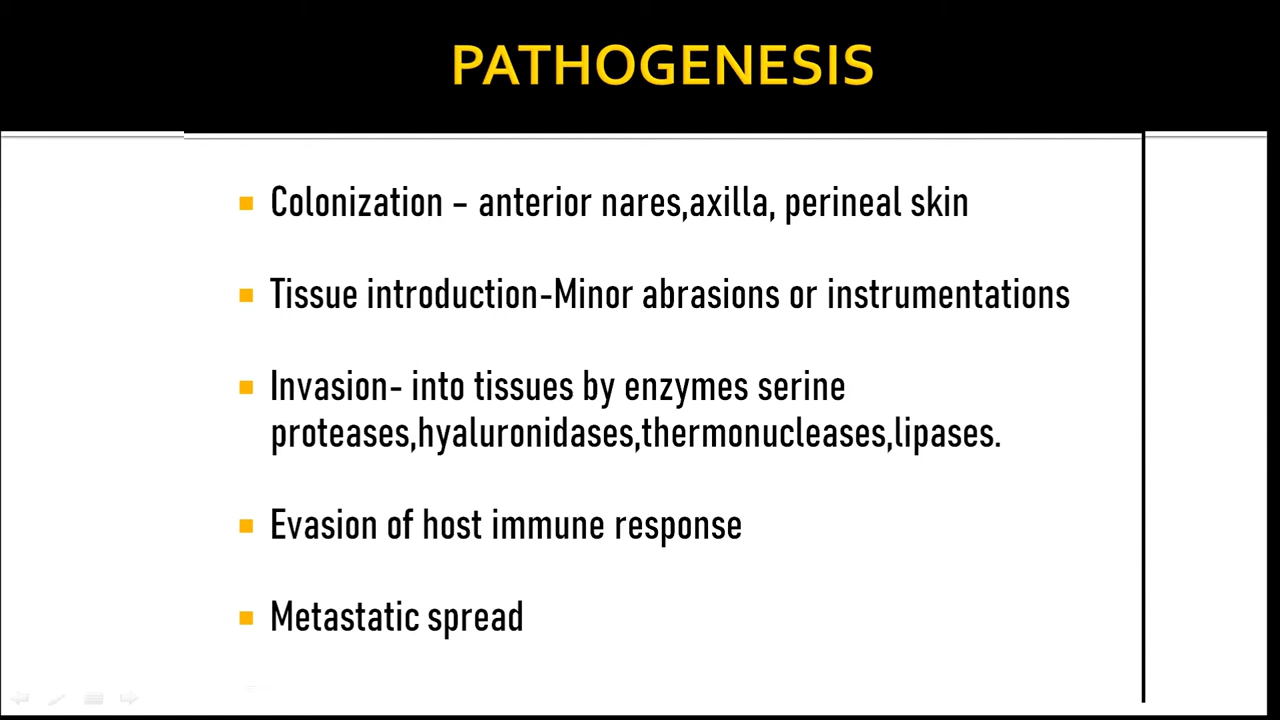 PATHOGENESIS
Colonization – anterior nares,axilla, perineal skin
Tissue introduction-Minor abrasions or instrumentations
Invasion- into tissues by enzymes serine
proteases,hyaluronidases,thermonucleases,lipases.
Evasion of host immune response
Metastatic spread